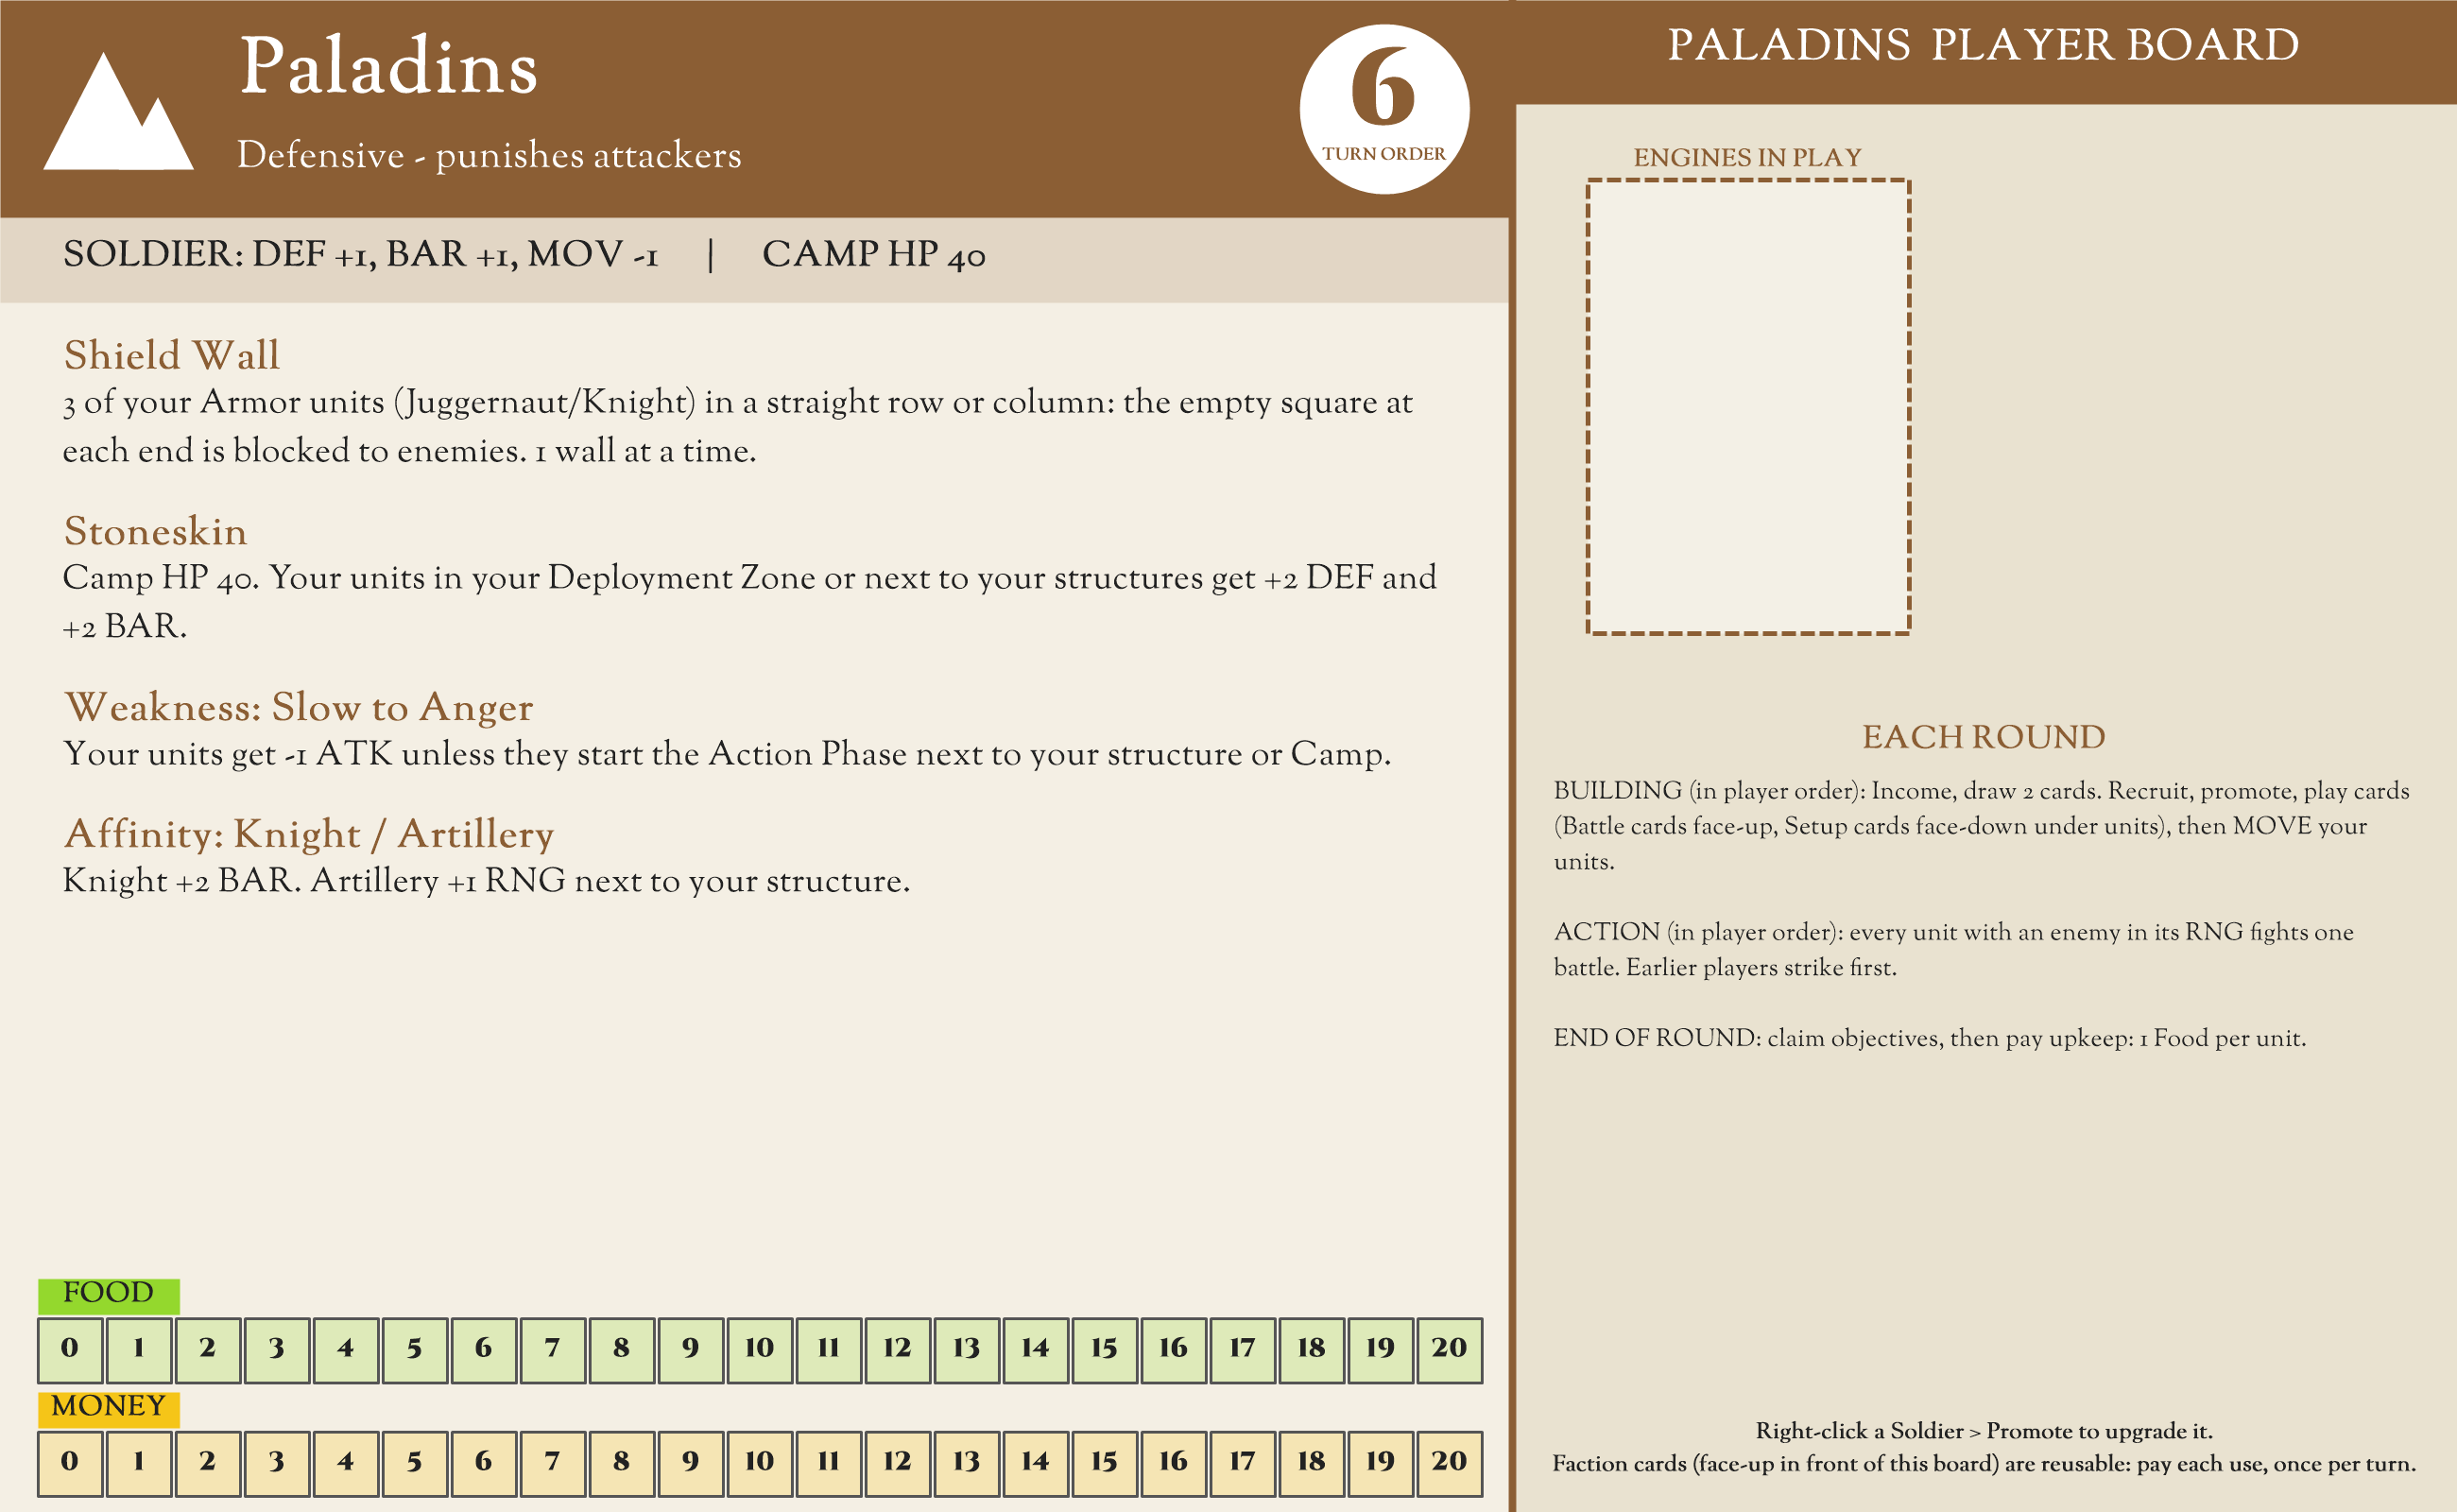 Paladins
Defensive - punishes attackers
6
TURN ORDER
SOLDIER: DEF +1, BAR +1, MOV -1 | CAMP HP 40
Shield Wall
3 of your Armor units (Juggernaut/Knight) in a straight row or column: the empty square at
each end is blocked to enemies. 1 wall at a time.
Stoneskin
Camp HP 40. Your units in your Deployment Zone or next to your structures get +2 DEF and
+2 BAR.
Weakness: Slow to Anger
Your units get -1 ATK unless they start the Action Phase next to your structure or Camp.
Affinity: Knight / Artillery
Knight +2 BAR. Artillery +1 RNG next to your structure.
FOOD
0 1 2 3 4 5 6 7 8 9 10 11 12 13 14 15 16 17 18 19 20
MONEY
0 1 2 3 4 5 6 7 8 9 10 11 12 13 14 15 16 17 18 19 20
PALADINS PLAYER BOARD
ENGINES IN PLAY
EACH ROUND
BUILDING (in player order): Income, draw 2 cards. Recruit, promote, play cards
(Battle cards face-up, Setup cards face-down under units), then MOVE your
units.
ACTION (in player order): every unit with an enemy in its RNG fights one
battle. Earlier players strike first.
END OF ROUND: claim objectives, then pay upkeep: 1 Food per unit.
Right-click a Soldier > Promote to upgrade it.
Faction cards (face-up in front of this board) are reusable: pay each use, once per turn.